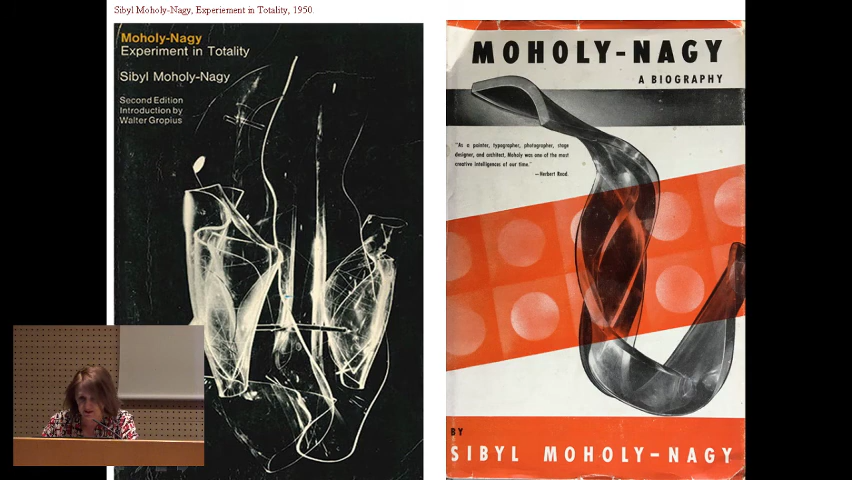 Sibyl Moholy-Nagy, Experiement in Totality, 1950.
Moholy-Nagy
Experiment in Totality
Sibyl Moholy-Nagy
Second Edition
Introduction by
Walter Gropius
MOHOLY-NAGY
A BIOGRAPHY
"As a painter, typographer, photographer, stage
designer, and architect, Moholy was one of the most
creative intelligences of our time."
—Herbert Read.
BY
SIBYL MOHOLY-NAGY